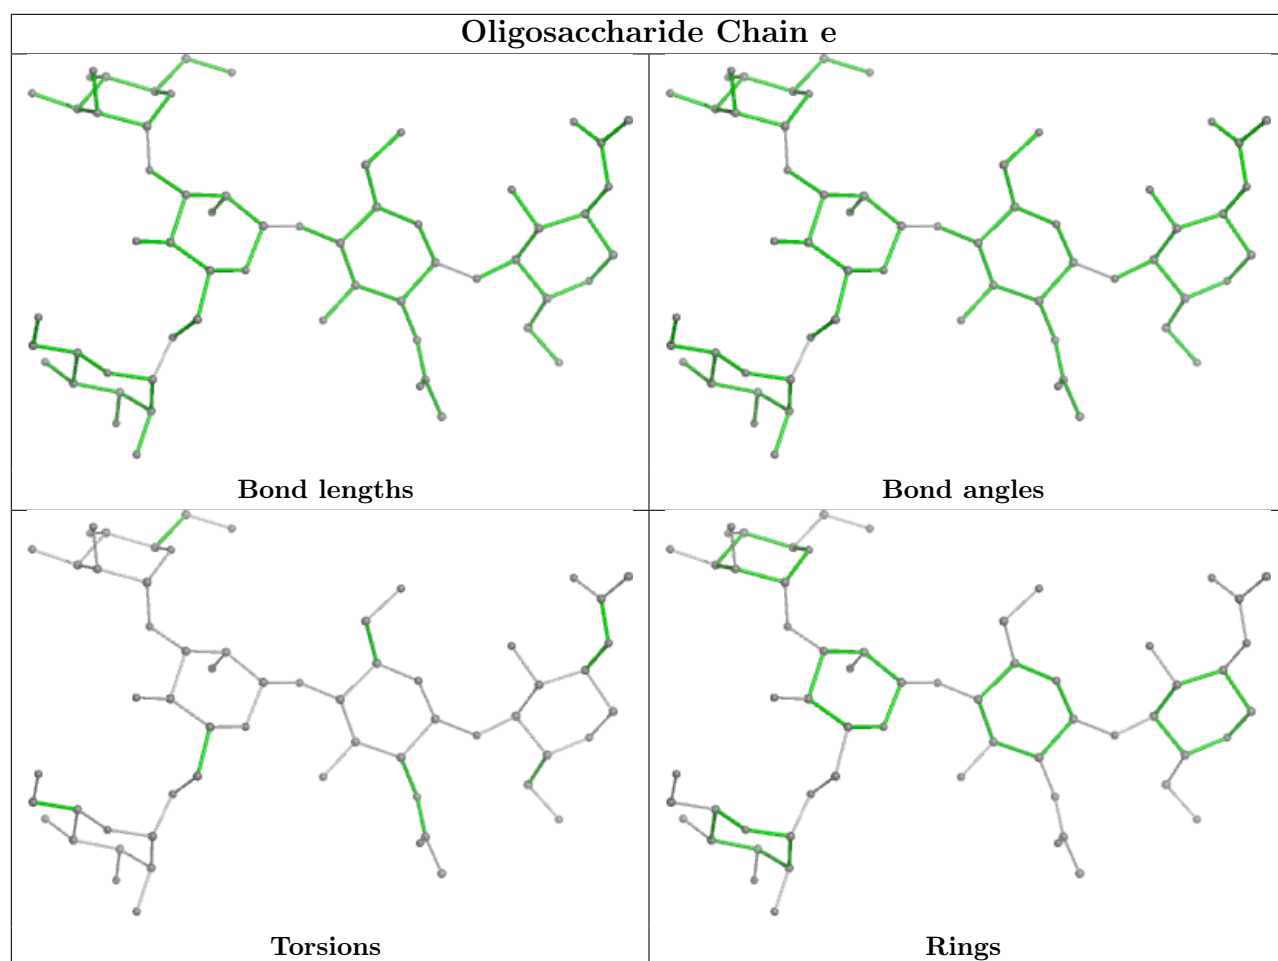 Oligosaccharide Chain e
Bond lengths
Bond angles
Torsions
Rings